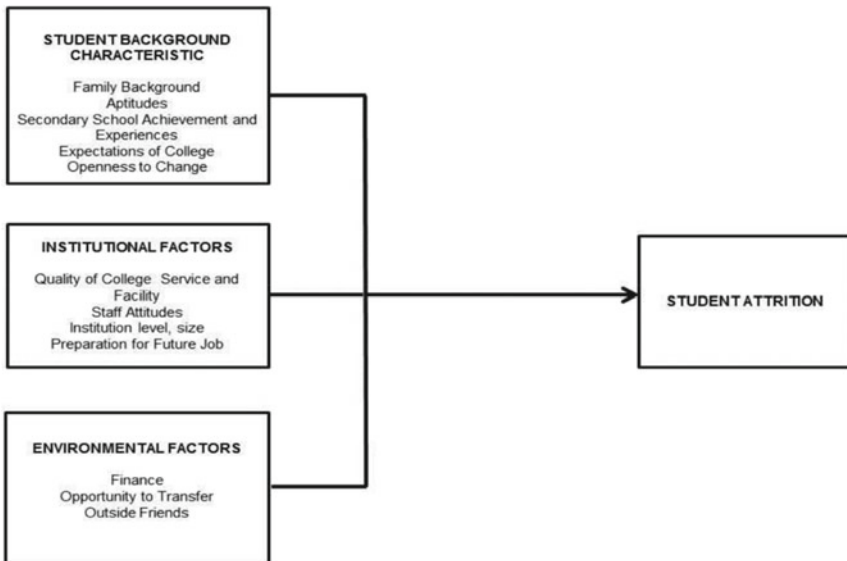 STUDENT BACKGROUND
CHARACTERISTIC
Family Background
Aptitudes
Secondary School Achievement and
Experiences
Expectations of College
Openness to Change
INSTITUTIONAL FACTORS
Quality of College Service and
Facility
Staff Attitudes
Institution level, size
Preparation for Future Job
ENVIRONMENTAL FACTORS
Finance
Opportunity to Transfer
Outside Friends
STUDENT ATTRITION